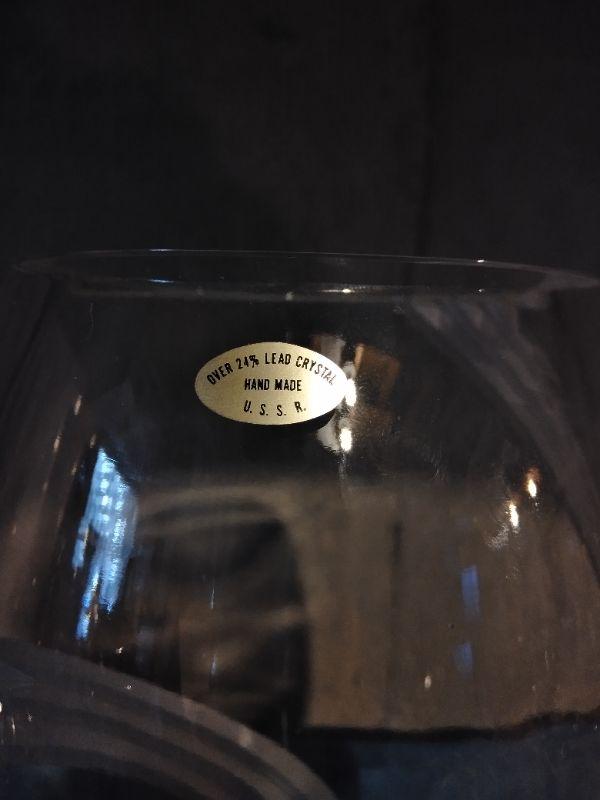 OVER 24% LEAD CRYSTAL
HAND MADE
U. S. S. R.